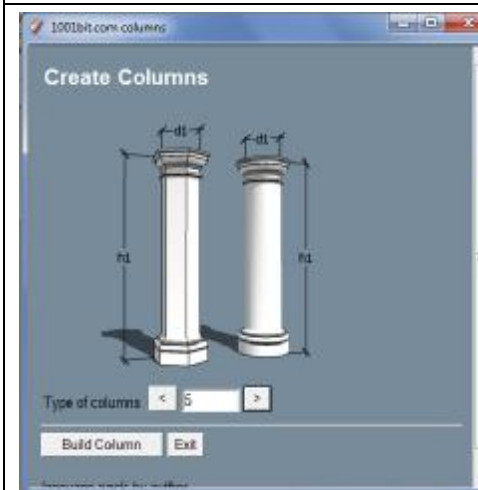 1001bit.com columns
Create Columns
d1 d1
h1 h1
Type of columns < 5 >
Build Column Exit